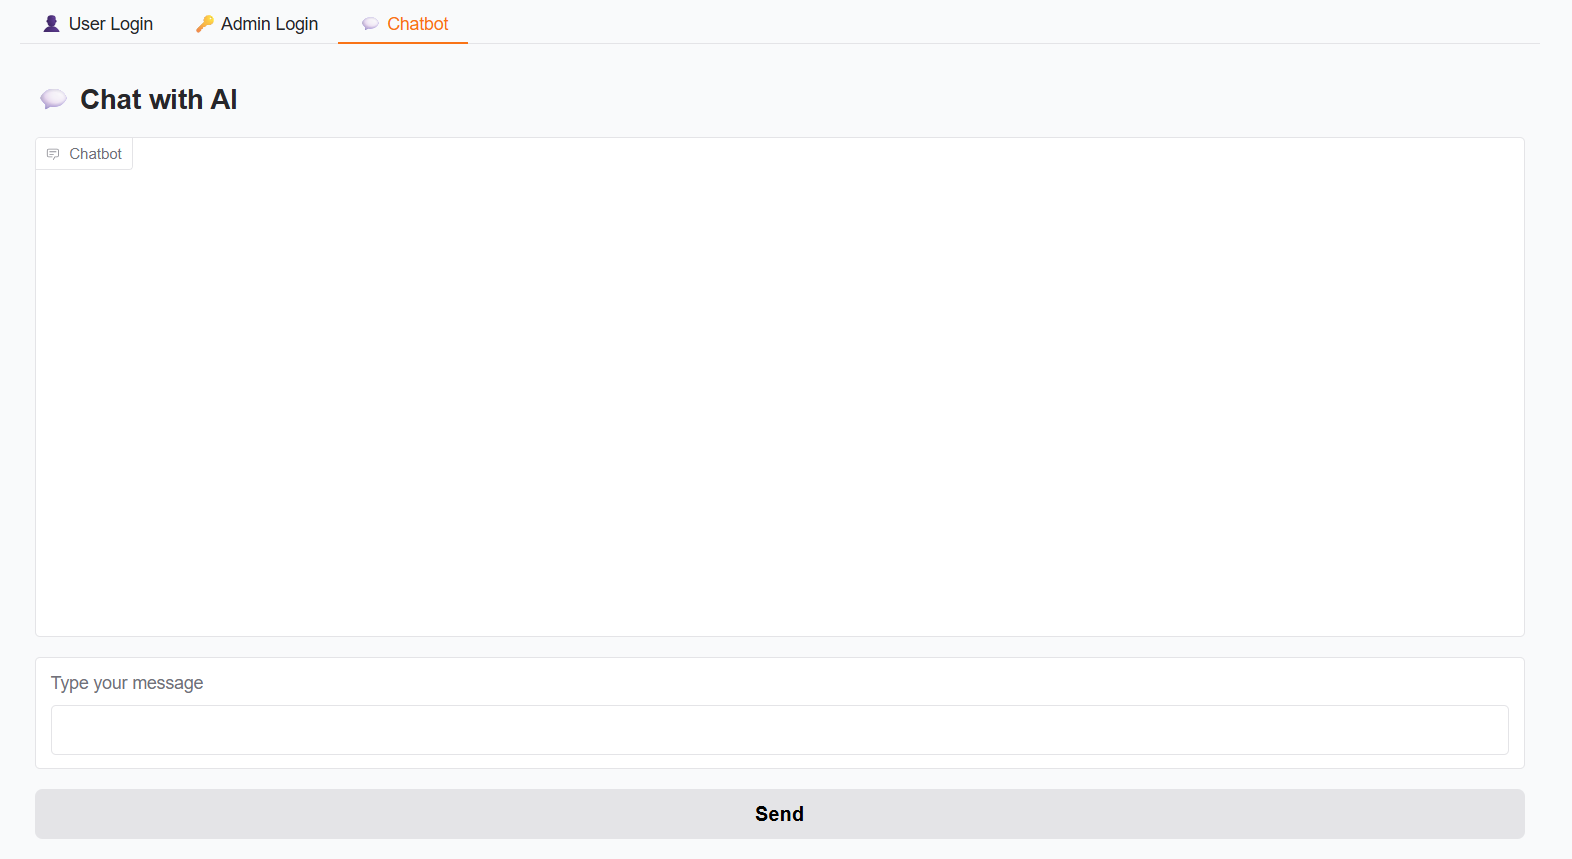 User Login Admin Login Chatbot
Chat with AI
Chatbot
Type your message
Send